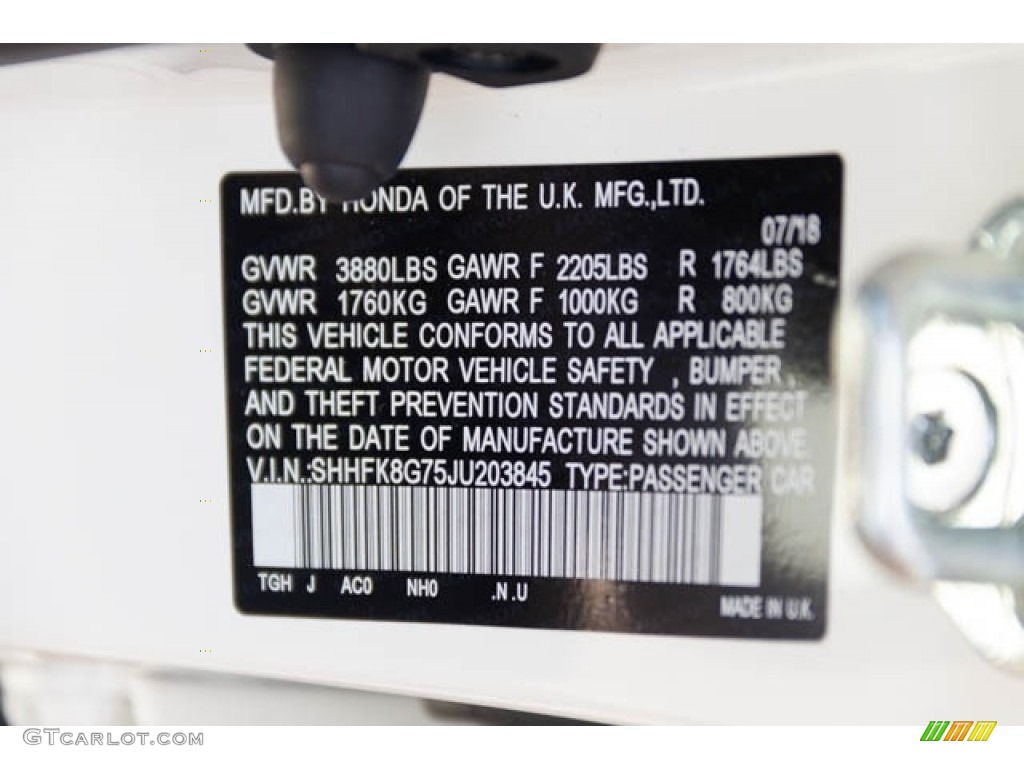 MFD.BY HONDA OF THE U.K. MFG.,LTD.
07/18
GVWR 3880LBS GAWR F 2205LBS R 1764LBS
GVWR 1760KG GAWR F 1000KG R 800KG
THIS VEHICLE CONFORMS TO ALL APPLICABLE
FEDERAL MOTOR VEHICLE SAFETY , BUMPER ,
AND THEFT PREVENTION STANDARDS IN EFFECT
ON THE DATE OF MANUFACTURE SHOWN ABOVE.
V.I.N.:SHHFK8G75JU203845 TYPE:PASSENGER CAR
TGH J AC0 NH0 .N.U
MADE IN U.K.
GTCARLOT.COM